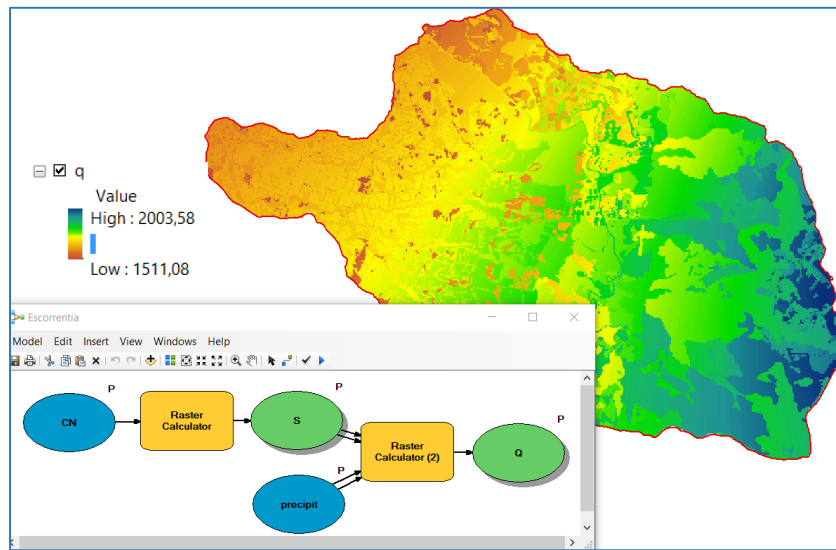 q
Value
High : 2003,58
Low : 1511,08
Escorrentia
Model Edit Insert View Windows Help
P
P
P
CN
Raster
Calculator
S
Raster
Calculator (2)
Q
P
precipit